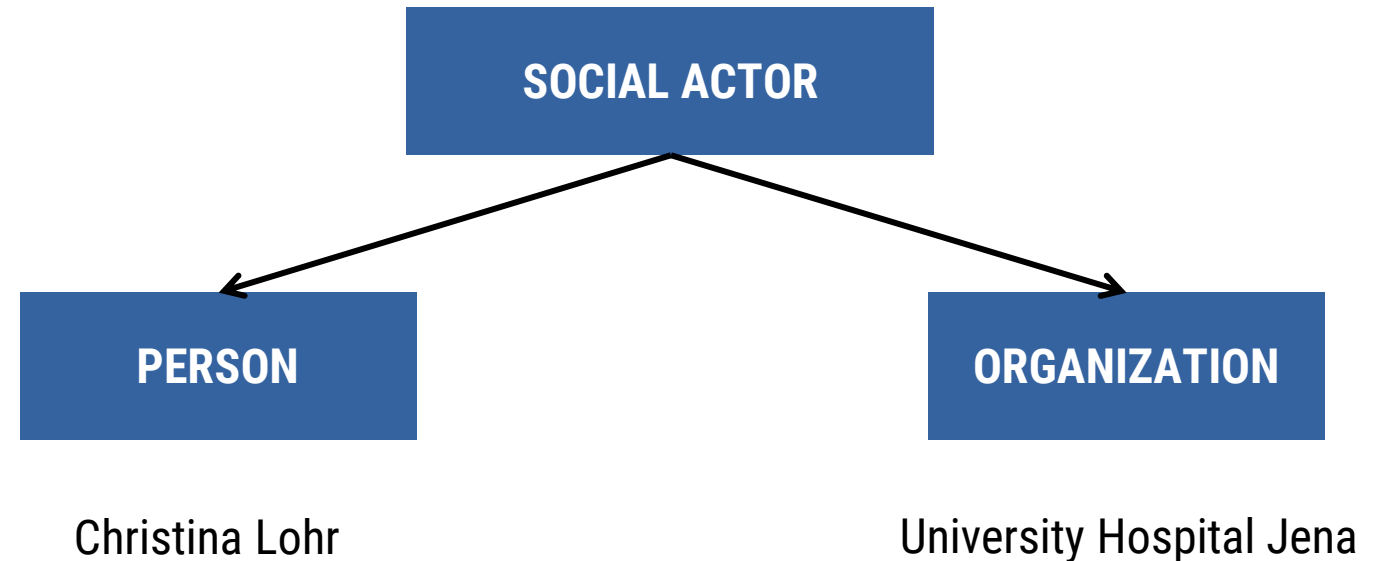 SOCIAL ACTOR
PERSON
ORGANIZATION
Christina Lohr
University Hospital Jena